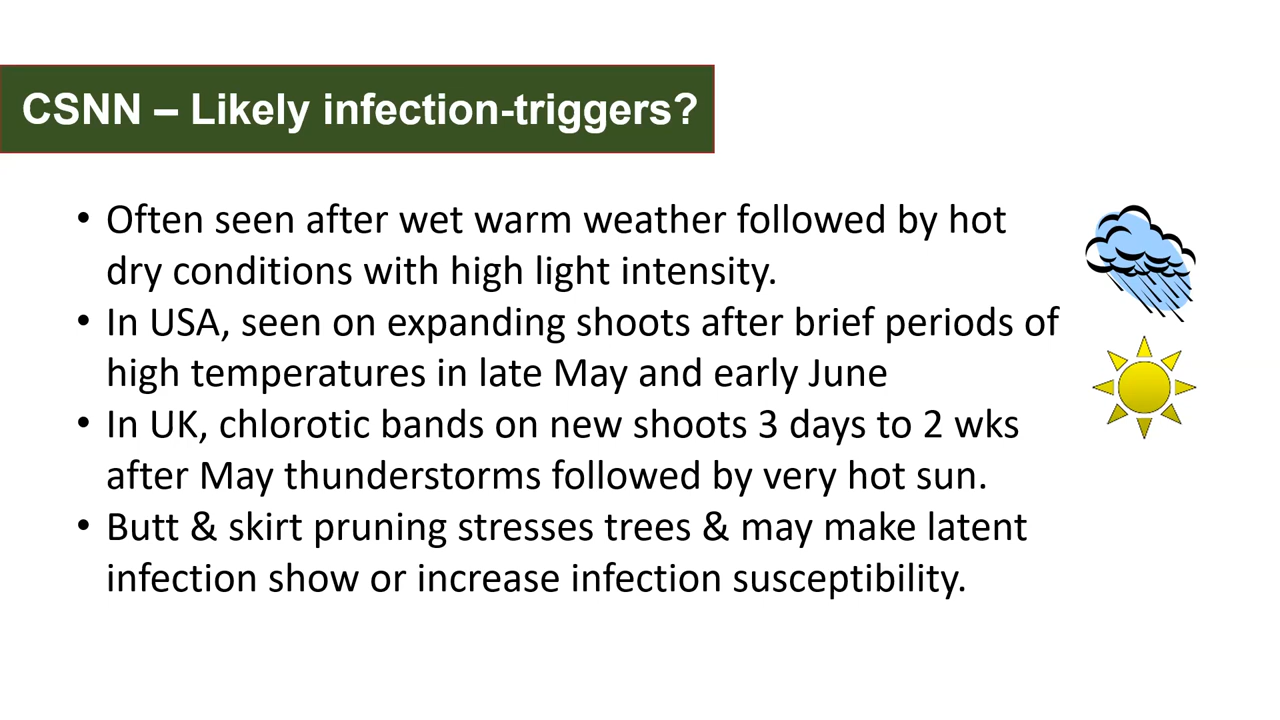 CSNN – Likely infection-triggers?
• Often seen after wet warm weather followed by hot
dry conditions with high light intensity.
• In USA, seen on expanding shoots after brief periods of
high temperatures in late May and early June
• In UK, chlorotic bands on new shoots 3 days to 2 wks
after May thunderstorms followed by very hot sun.
• Butt & skirt pruning stresses trees & may make latent
infection show or increase infection susceptibility.